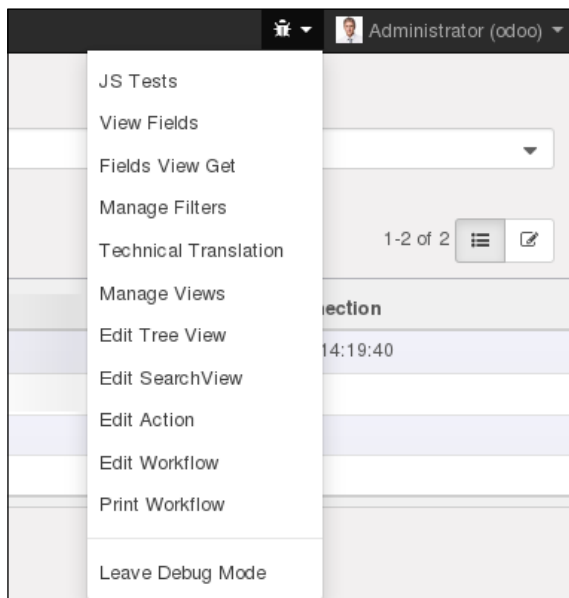 Administrator (odoo)
JS Tests
View Fields
Fields View Get
Manage Filters
Technical Translation
1-2 of 2
Manage Views
Edit Tree View
14:19:40
Edit SearchView
Edit Action
Edit Workflow
Print Workflow
Leave Debug Mode